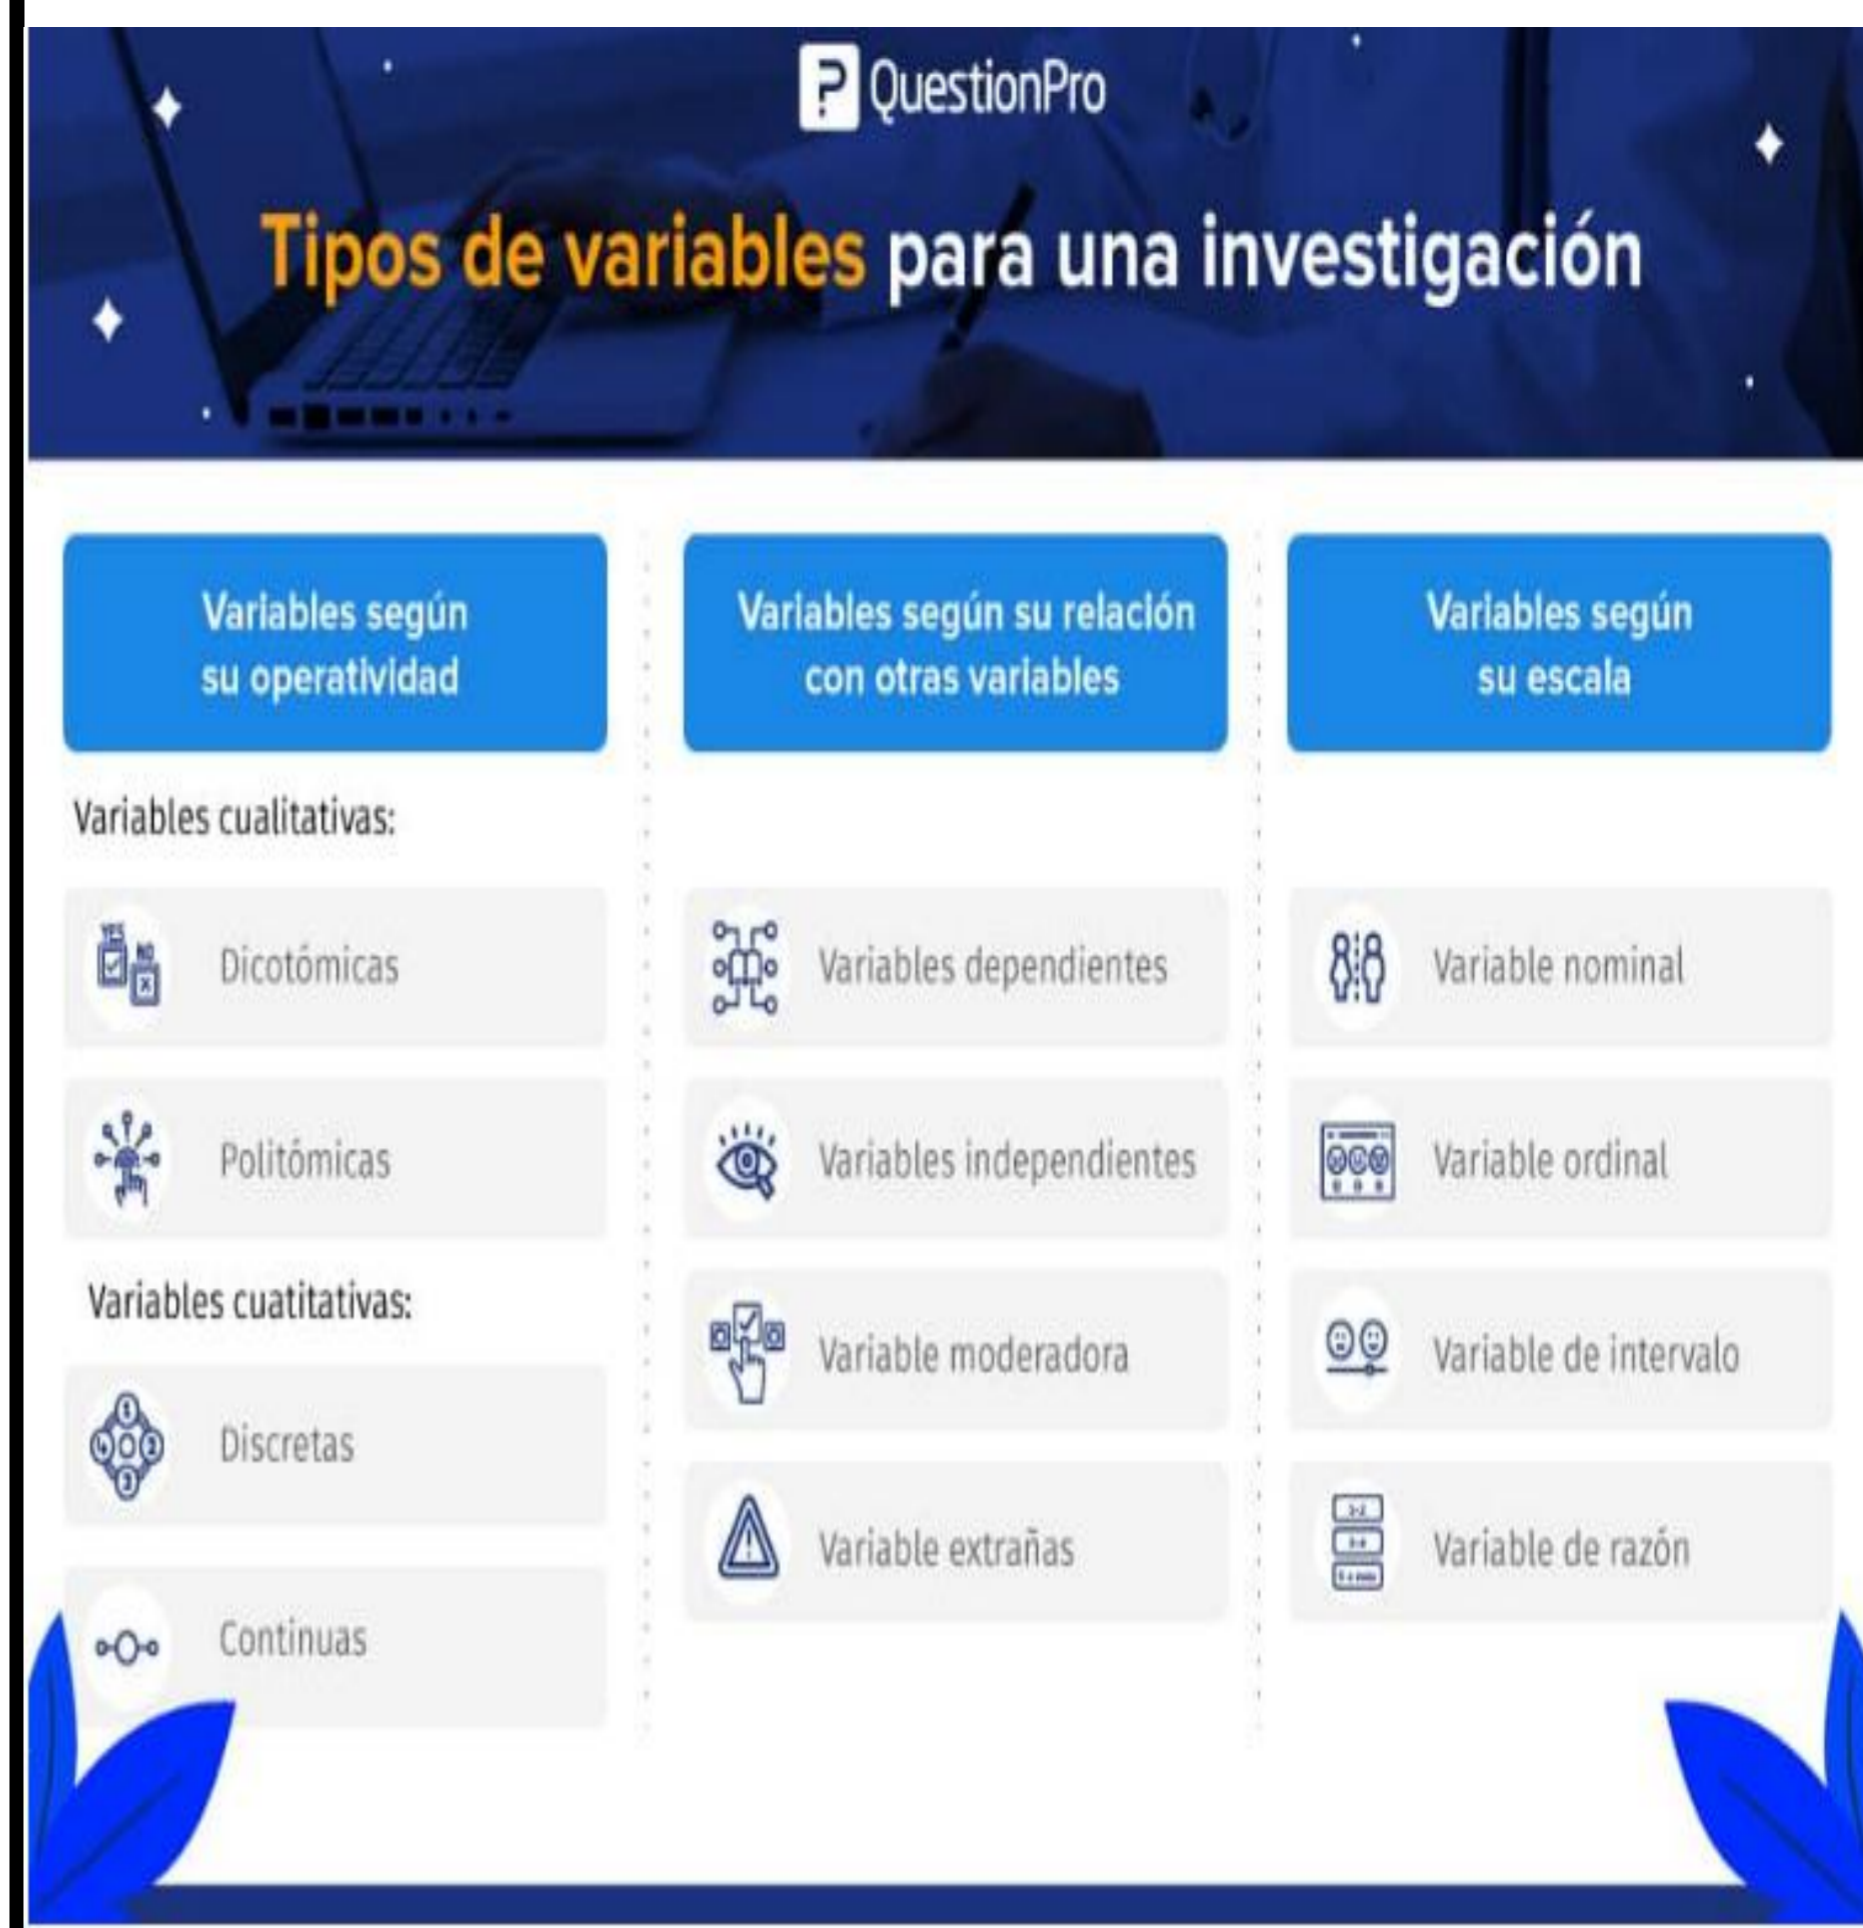 QuestionPro
Tipos de variables para una investigación
Variables según
su operatividad
Variables cualitativas:
YES
NO
Dicotómicas
Politómicas
Variables cuatitativas:
Discretas
Continuas
Variables según su relación
con otras variables
Variables dependientes
Variables independientes
Variable moderadora
Variable extrañas
Variables según
su escala
Variable nominal
Variable ordinal
Variable de intervalo
Variable de razón